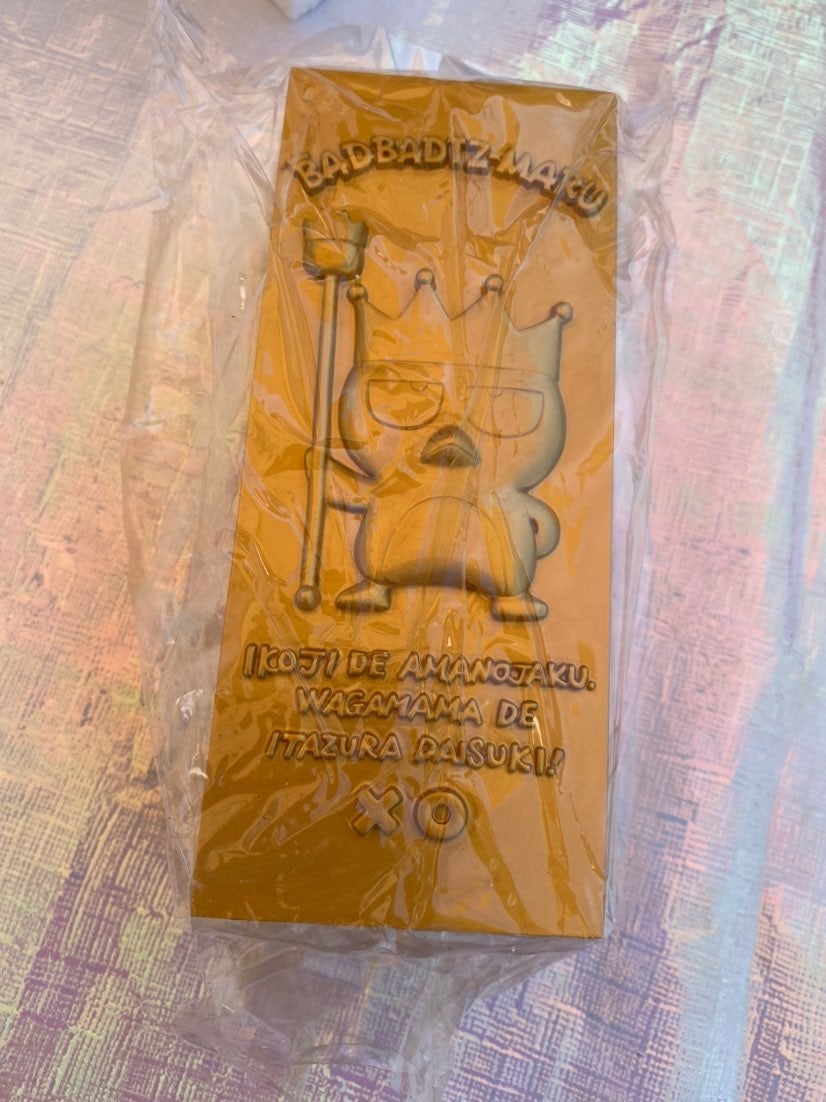 BADBADTZ-MARU
IKOJI DE AMANOJAKU.
WAGAMAMA DE
ITAZURA DAISUKI!
XO